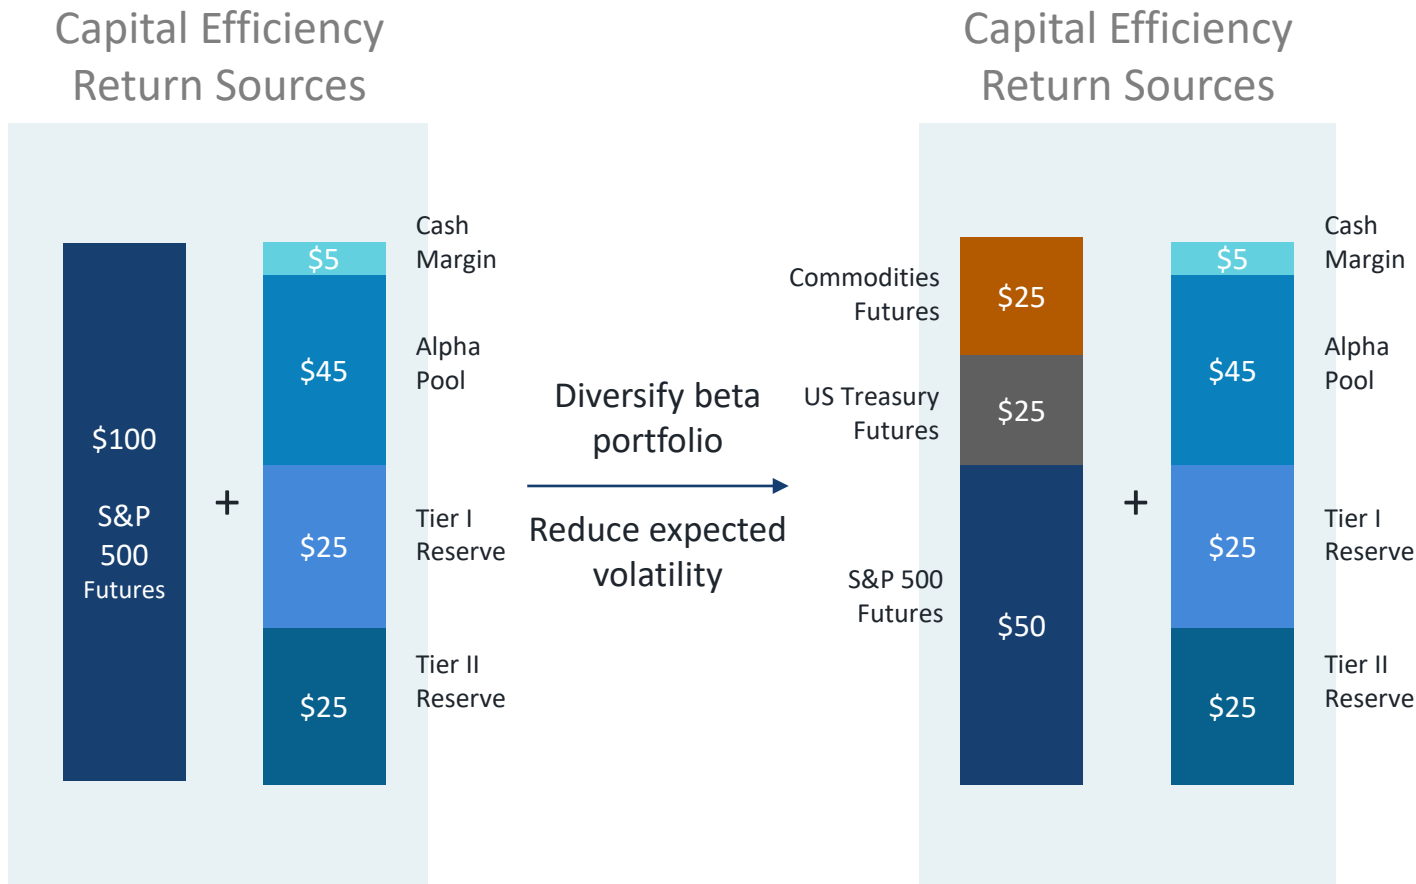 Capital Efficiency
Return Sources
$100
S&P
500
Futures
+
$5
$45
$25
$25
Cash
Margin
Alpha
Pool
Tier I
Reserve
Tier II
Reserve
Diversify beta
portfolio
Reduce expected
volatility
Capital Efficiency
Return Sources
Commodities
Futures
US Treasury
Futures
S&P 500
Futures
$25
$25
$50
+
$5
$45
$25
$25
Cash
Margin
Alpha
Pool
Tier I
Reserve
Tier II
Reserve